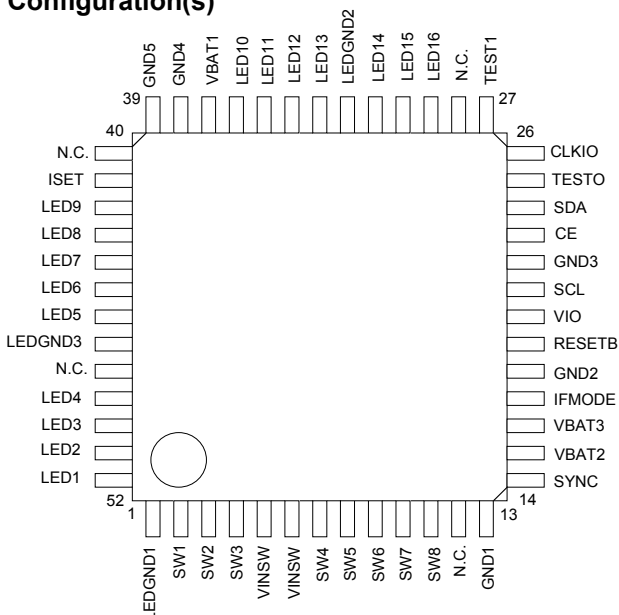 Configuration(s)
GND5
GND4
VBAT1
LED10
LED11
LED12
LED13
LEDGND2
LED14
LED15
LED16
N.C.
TEST1
39
27
40
26
N.C.
ISET
LED9
LED8
LED7
LED6
LED5
LEDGND3
N.C.
LED4
LED3
LED2
LED1
CLKIO
TESTO
SDA
CE
GND3
SCL
VIO
RESETB
GND2
IFMODE
VBAT3
VBAT2
SYNC
52
14
1
13
LEDGND1
SW1
SW2
SW3
VINSW
VINSW
SW4
SW5
SW6
SW7
SW8
N.C.
GND1